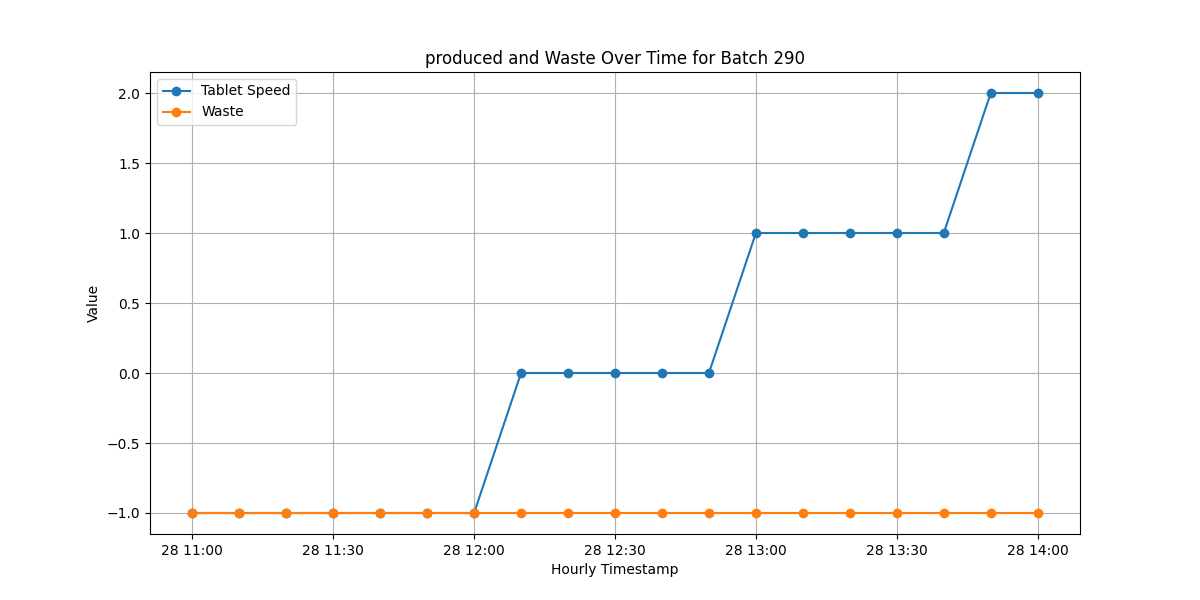 produced and Waste Over Time for Batch 290
Tablet Speed
Waste
2.0
1.5
1.0
0.5
0.0
−0.5
−1.0
Value
28 11:00 28 11:30 28 12:00 28 12:30 28 13:00 28 13:30 28 14:00
Hourly Timestamp